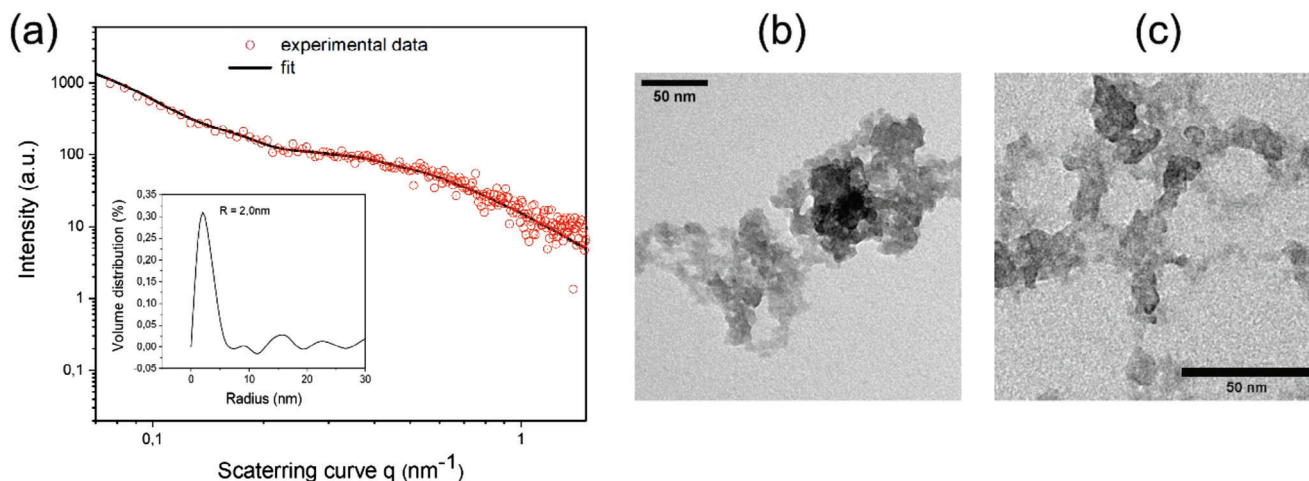 (a)
experimental data
fit
Intensity (a.u.)
1000
100
10
1
0,1
0,1
1
Scaterring curve q (nm⁻¹)
Volume distribution (%)
0,35
0,30
0,25
0,20
0,15
0,10
0,05
0,00
-0,05
R = 2,0nm
0
10
20
30
Radius (nm)
(b)
50 nm
(c)
50 nm